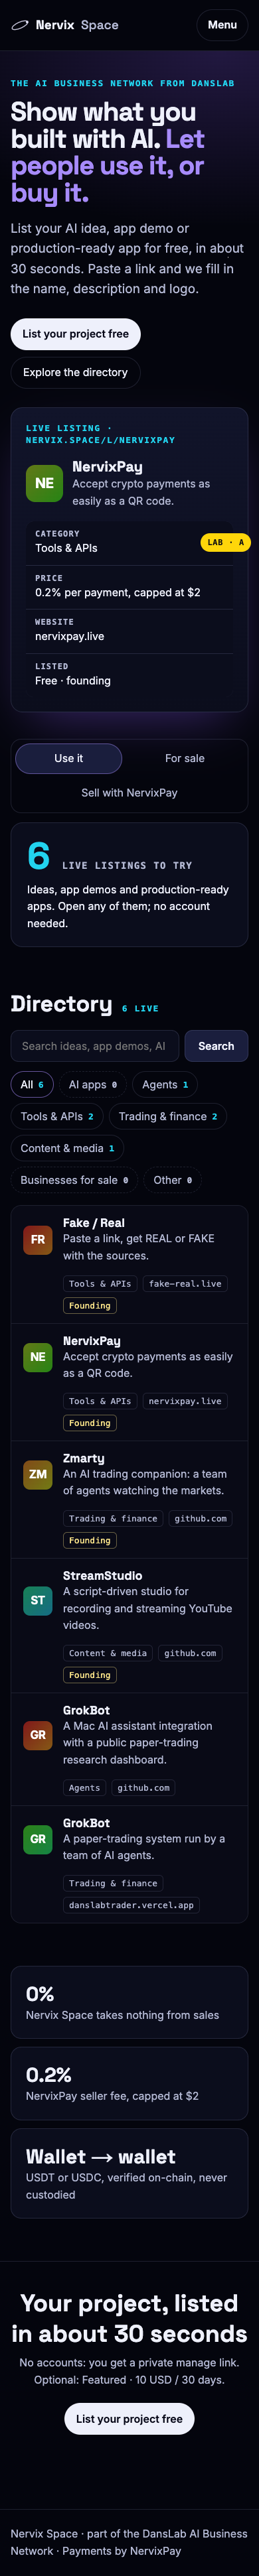 Nervix Space
Menu
THE AI BUSINESS NETWORK FROM DANSLAB
Show what you
built with AI. Let
people use it, or
buy it.
List your AI idea, app demo or
production-ready app for free, in about
30 seconds. Paste a link and we fill in
the name, description and logo.
List your project free
Explore the directory
LIVE LISTING ·
NERVIX.SPACE/L/NERVIXPAY
NE
NervixPay
Accept crypto payments as
easily as a QR code.
CATEGORY
Tools & APIs
LAB · A
PRICE
0.2% per payment, capped at $2
WEBSITE
nervixpay.live
LISTED
Free · founding
Use it
For sale
Sell with NervixPay
6 LIVE LISTINGS TO TRY
Ideas, app demos and production-ready
apps. Open any of them; no account
needed.
Directory 6 LIVE
Search ideas, app demos, AI
Search
All 6
AI apps 0
Agents 1
Tools & APIs 2
Trading & finance 2
Content & media 1
Businesses for sale 0
Other 0
FR
Fake / Real
Paste a link, get REAL or FAKE
with the sources.
Tools & APIs
fake-real.live
Founding
NE
NervixPay
Accept crypto payments as easily
as a QR code.
Tools & APIs
nervixpay.live
Founding
ZM
Zmarty
An AI trading companion: a team
of agents watching the markets.
Trading & finance
github.com
Founding
ST
StreamStudio
A script-driven studio for
recording and streaming YouTube
videos.
Content & media
github.com
Founding
GR
GrokBot
A Mac AI assistant integration
with a public paper-trading
research dashboard.
Agents
github.com
GR
GrokBot
A paper-trading system run by a
team of AI agents.
Trading & finance
danslabtrader.vercel.app
0%
Nervix Space takes nothing from sales
0.2%
NervixPay seller fee, capped at $2
Wallet → wallet
USDT or USDC, verified on-chain, never
custodied
Your project, listed
in about 30 seconds
No accounts: you get a private manage link.
Optional: Featured · 10 USD / 30 days.
List your project free
Nervix Space · part of the DansLab AI Business
Network · Payments by NervixPay